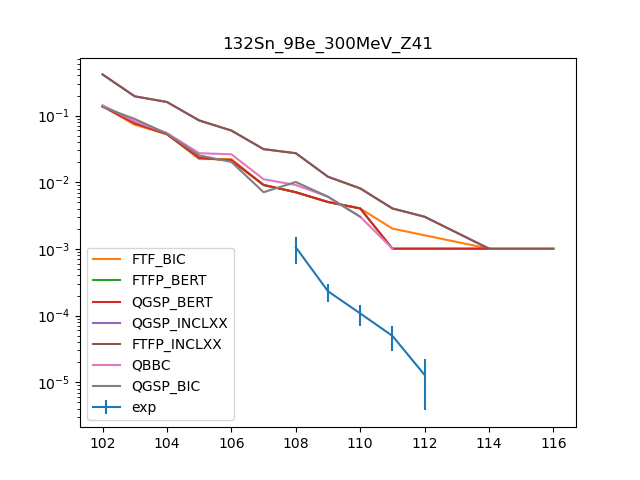 132Sn_9Be_300MeV_Z41
10⁻¹
10⁻²
10⁻³
10⁻⁴
10⁻⁵
FTF_BIC
FTFP_BERT
QGSP_BERT
QGSP_INCLXX
FTFP_INCLXX
QBBC
QGSP_BIC
exp
102 104 106 108 110 112 114 116